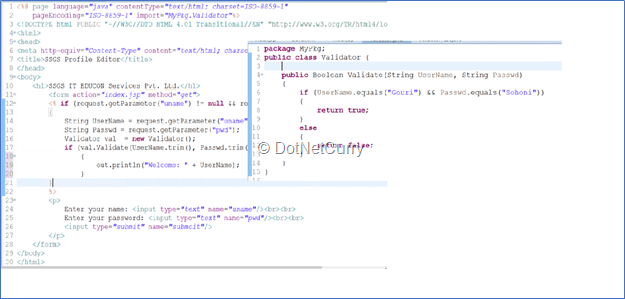 <%@ page language="java" contentType="text/html; charset=ISO-8859-1"
pageEncoding="ISO-8859-1" import="MyPkg.Validator"%>
<!DOCTYPE html PUBLIC "-//W3C//DTD HTML 4.01 Transitional//EN" "http://www.w3.org/TR/html4/lo
<html>
<head>
<meta http-equiv="Content-Type" content="text/html; charse
<title>SSGS Profile Editor</title>
</head>
<body>
<h1>SSGS IT EDUCON Services Pvt. Ltd.</h1>
<form action="index.jsp" method="get">
<% if (request.getParameter("uname") != null && 
{
String UserName = request.getParameter("uname"
String Passwd = request.getParameter("pwd");
Validator val = new Validator();
if (val.Validate(UserName.trim(), Passwd.trim(
{
out.println("Welcome: " + UserName);
}
}
%>
<p>
Enter your name: <input type="text" name="uname"/><br><br>
Enter your password: <input type="text" name="pwd"/><br><br>
<input type="submit" name="submit"/>
</p>
</form>
</body>
</html>
package MyPkg;
public class Validator {
public Boolean Validate(String UserName, String Passwd)
{
if (UserName.equals("Gouri") && Passwd.equals("Sohoni"))
{
return true;
}
else
{
return false;
}
}
}
© DotNetCurry